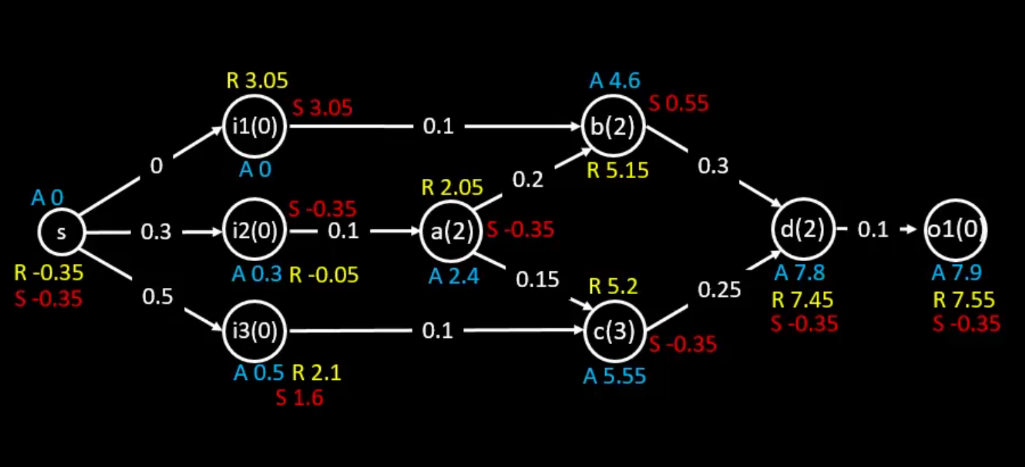 R 3.05
S 3.05
i1(0)
A 0
0.1
A 4.6
S 0.55
b(2)
R 5.15
0
0.3
A 0
s
R -0.35
S -0.35
0.3
S -0.35
i2(0)
0.1
A 0.3 R -0.05
R 2.05
a(2)
S -0.35
A 2.4
0.2
0.15
d(2)
0.1
o1(0)
A 7.8
R 7.45
S -0.35
A 7.9
R 7.55
S -0.35
0.5
i3(0)
0.1
R 5.2
c(3)
0.25
S -0.35
A 5.55
A 0.5 R 2.1
S 1.6